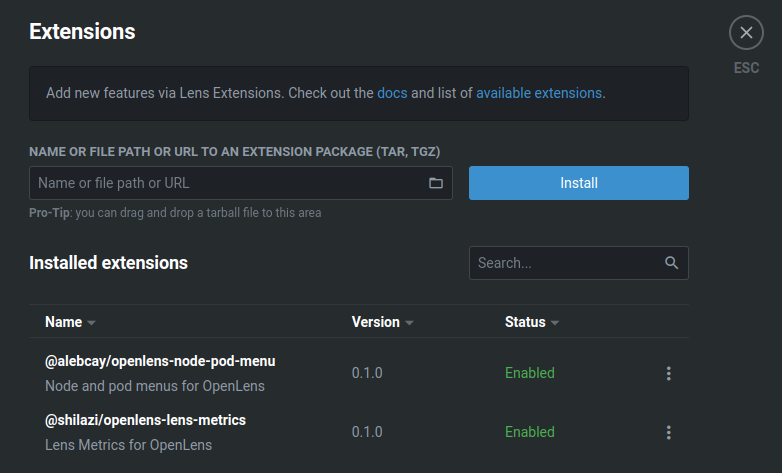 Extensions
ESC
Add new features via Lens Extensions. Check out the docs and list of available extensions.
NAME OR FILE PATH OR URL TO AN EXTENSION PACKAGE (TAR, TGZ)
Name or file path or URL
Install
Pro-Tip: you can drag and drop a tarball file to this area
Installed extensions
Search...
Name Version Status
@alebcay/openlens-node-pod-menu
Node and pod menus for OpenLens
0.1.0 Enabled
@shilazi/openlens-lens-metrics
Lens Metrics for OpenLens
0.1.0 Enabled